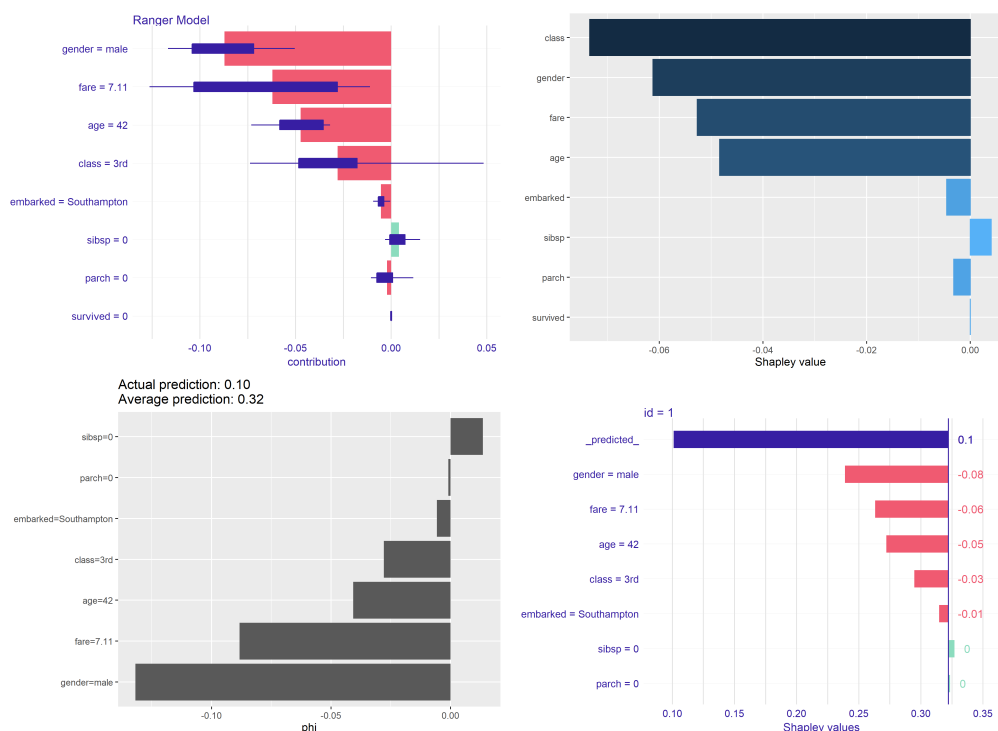 Ranger Model
gender = male
fare = 7.11
age = 42
class = 3rd
embarked = Southampton
sibsp = 0
parch = 0
survived = 0
-0.10 -0.05 0.00 0.05
contribution
class
gender
fare
age
embarked
sibsp
parch
survived
-0.06 -0.04 -0.02 0.00
Shapley value
Actual prediction: 0.10
Average prediction: 0.32
sibsp=0
parch=0
embarked=Southampton
class=3rd
age=42
fare=7.11
gender=male
-0.10 -0.05 0.00
phi
id = 1
_predicted_ 0.1
gender = male -0.08
fare = 7.11 -0.06
age = 42 -0.05
class = 3rd -0.03
embarked = Southampton -0.01
sibsp = 0 0
parch = 0 0
0.10 0.15 0.20 0.25 0.30 0.35
Shapley values